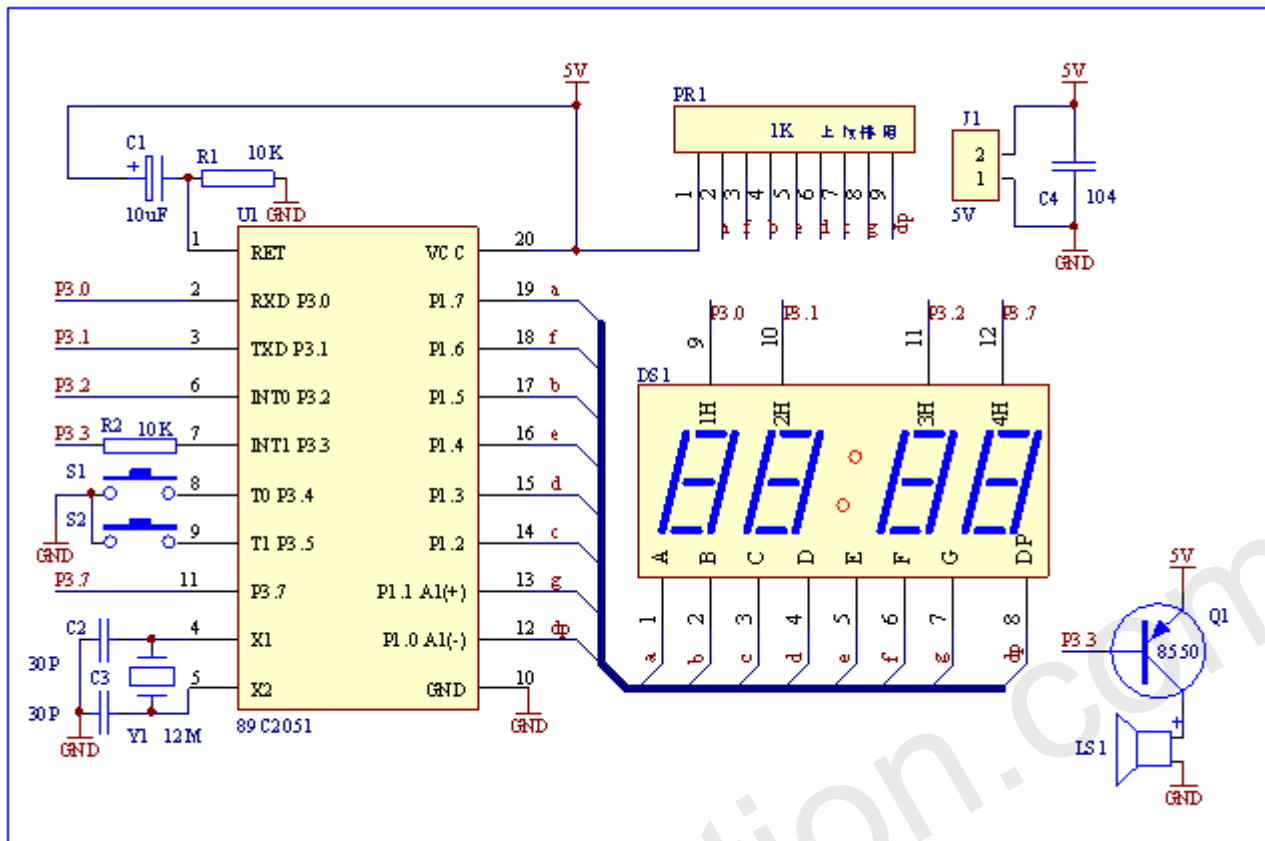 5V
C1
+
10uF
R1
10K
GND
U1
1 RET VCC 20
P3.0 2 RXD P3.0 P1.7 19 a
P3.1 3 TXD P3.1 P1.6 18 f
P3.2 6 INT0 P3.2 P1.5 17 b
P3.3 R2 10K 7 INT1 P3.3 P1.4 16 e
S1 8 T0 P3.4 P1.3 15 d
S2 9 T1 P3.5 P1.2 14 c
GND
P3.7 11 P3.7 P1.1 A1(+) 13 g
C2 4 X1 P1.0 A1(-) 12 dp
30P
C3 5 X2 GND 10
30P
GND
Y1 12M
89C2051
GND
PR1
1K
1 2 3 4 5 6 7 8 9
a f b e d c g dp
5V
J1
2
1
5V
C4 104
GND
P3.0 P3.1 P3.2 P3.7
9 10 11 12
DS1
1H 2H 3H 4H
A B C D E F G DP
1 2 3 4 5 6 7 8
a b c d e f g dp
5V
Q1
P3.3
8550
+
LS1
GND
tion.com